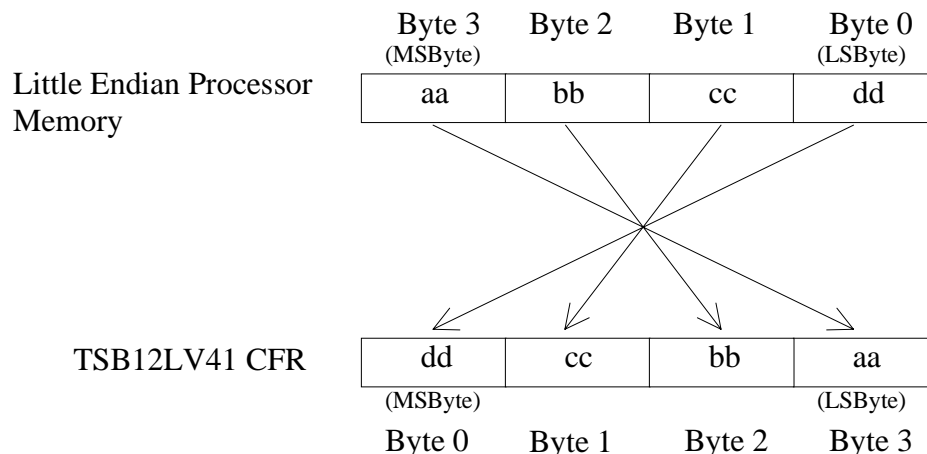 Byte 3 Byte 2 Byte 1 Byte 0
(MSByte) (LSByte)
Little Endian Processor
Memory
aa bb cc dd
TSB12LV41 CFR
dd cc bb aa
(MSByte) (LSByte)
Byte 0 Byte 1 Byte 2 Byte 3